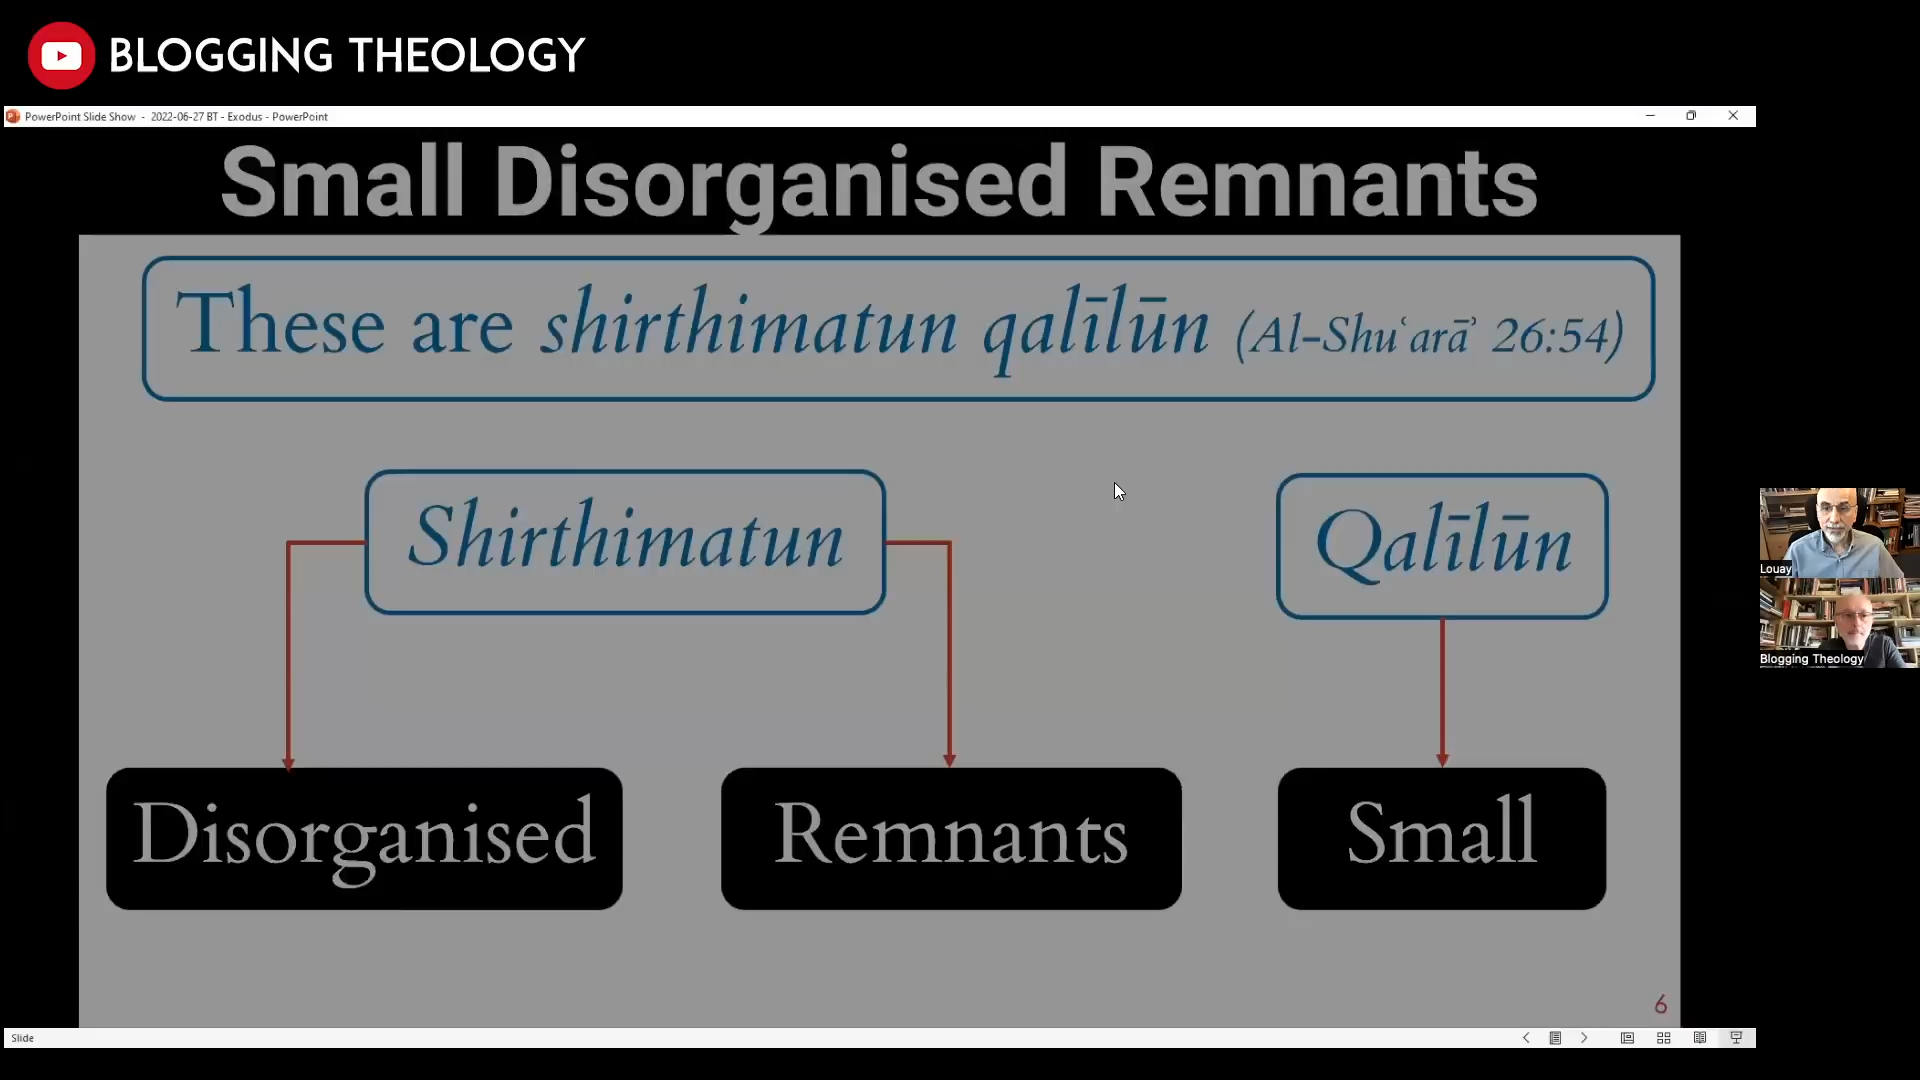 BLOGGING THEOLOGY
PowerPoint Slide Show - 2022-06-27 BT - Exodus - PowerPoint
Small Disorganised Remnants
These are shirthimatun qalīlūn (Al-Shuʿarāʾ 26:54)
Shirthimatun
Qalīlūn
Disorganised
Remnants
Small
Louay
Blogging Theology
6
Slide